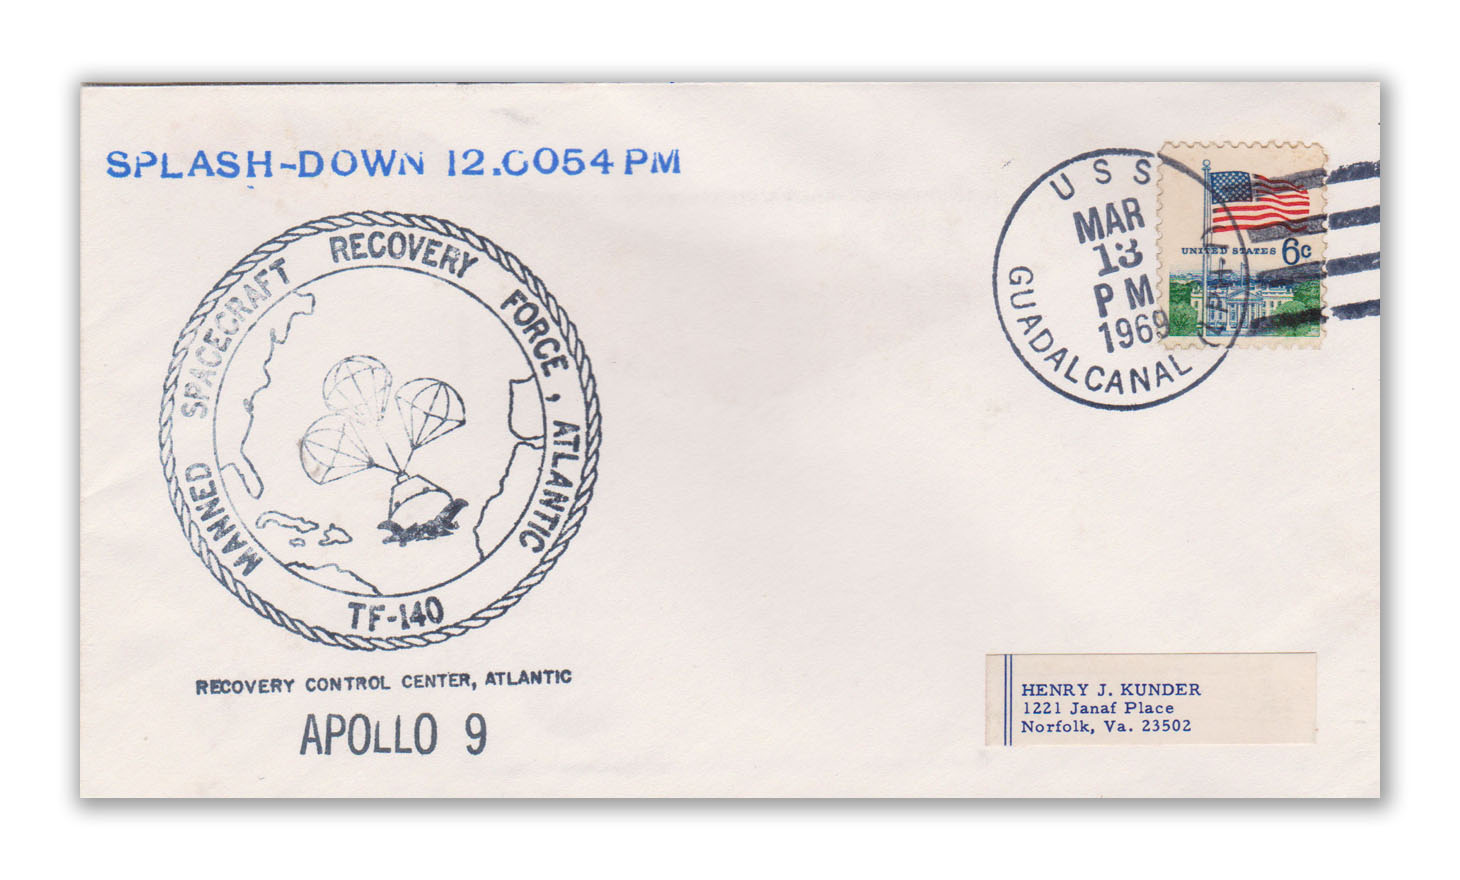 SPLASH-DOWN 12.0054 PM
MANNED SPACECRAFT RECOVERY FORCE, ATLANTIC
TF-140
RECOVERY CONTROL CENTER, ATLANTIC
APOLLO 9
USS
GUADALCANAL
MAR
13
PM
1969
UNITED STATES 6c
HENRY J. KUNDER
1221 Janaf Place
Norfolk, Va. 23502